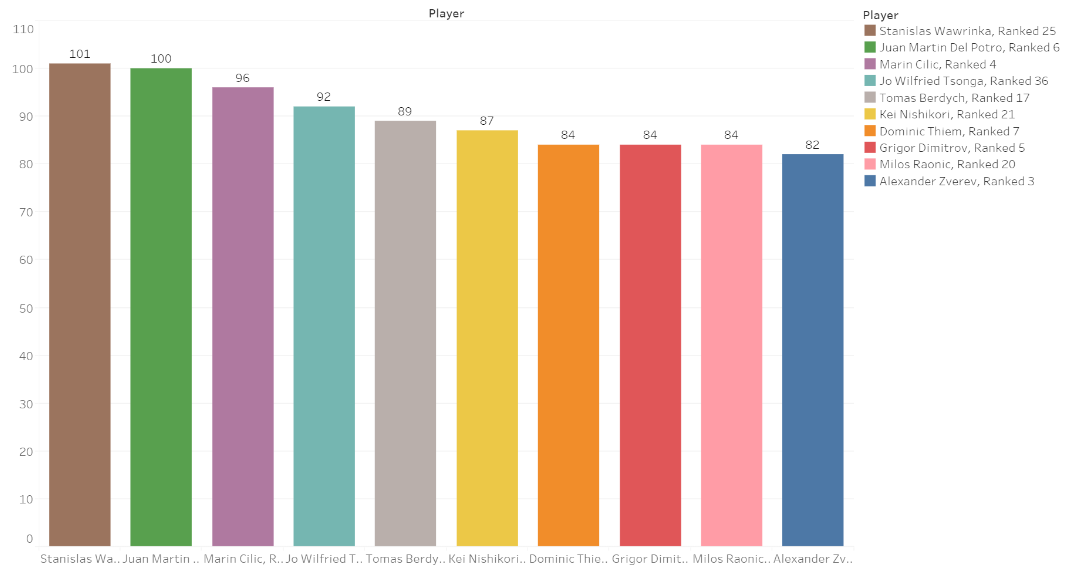 Player
110
100
90
80
70
60
50
40
30
20
10
0
101
100
96
92
89
87
84
84
84
82
Stanislas Wa..
Juan Martin ..
Marin Cilic, R..
Jo Wilfried T..
Tomas Berdy..
Kei Nishikori..
Dominic Thie..
Grigor Dimit..
Milos Raonic..
Alexander Zv..
Player
Stanislas Wawrinka, Ranked 25
Juan Martin Del Potro, Ranked 6
Marin Cilic, Ranked 4
Jo Wilfried Tsonga, Ranked 36
Tomas Berdych, Ranked 17
Kei Nishikori, Ranked 21
Dominic Thiem, Ranked 7
Grigor Dimitrov, Ranked 5
Milos Raonic, Ranked 20
Alexander Zverev, Ranked 3